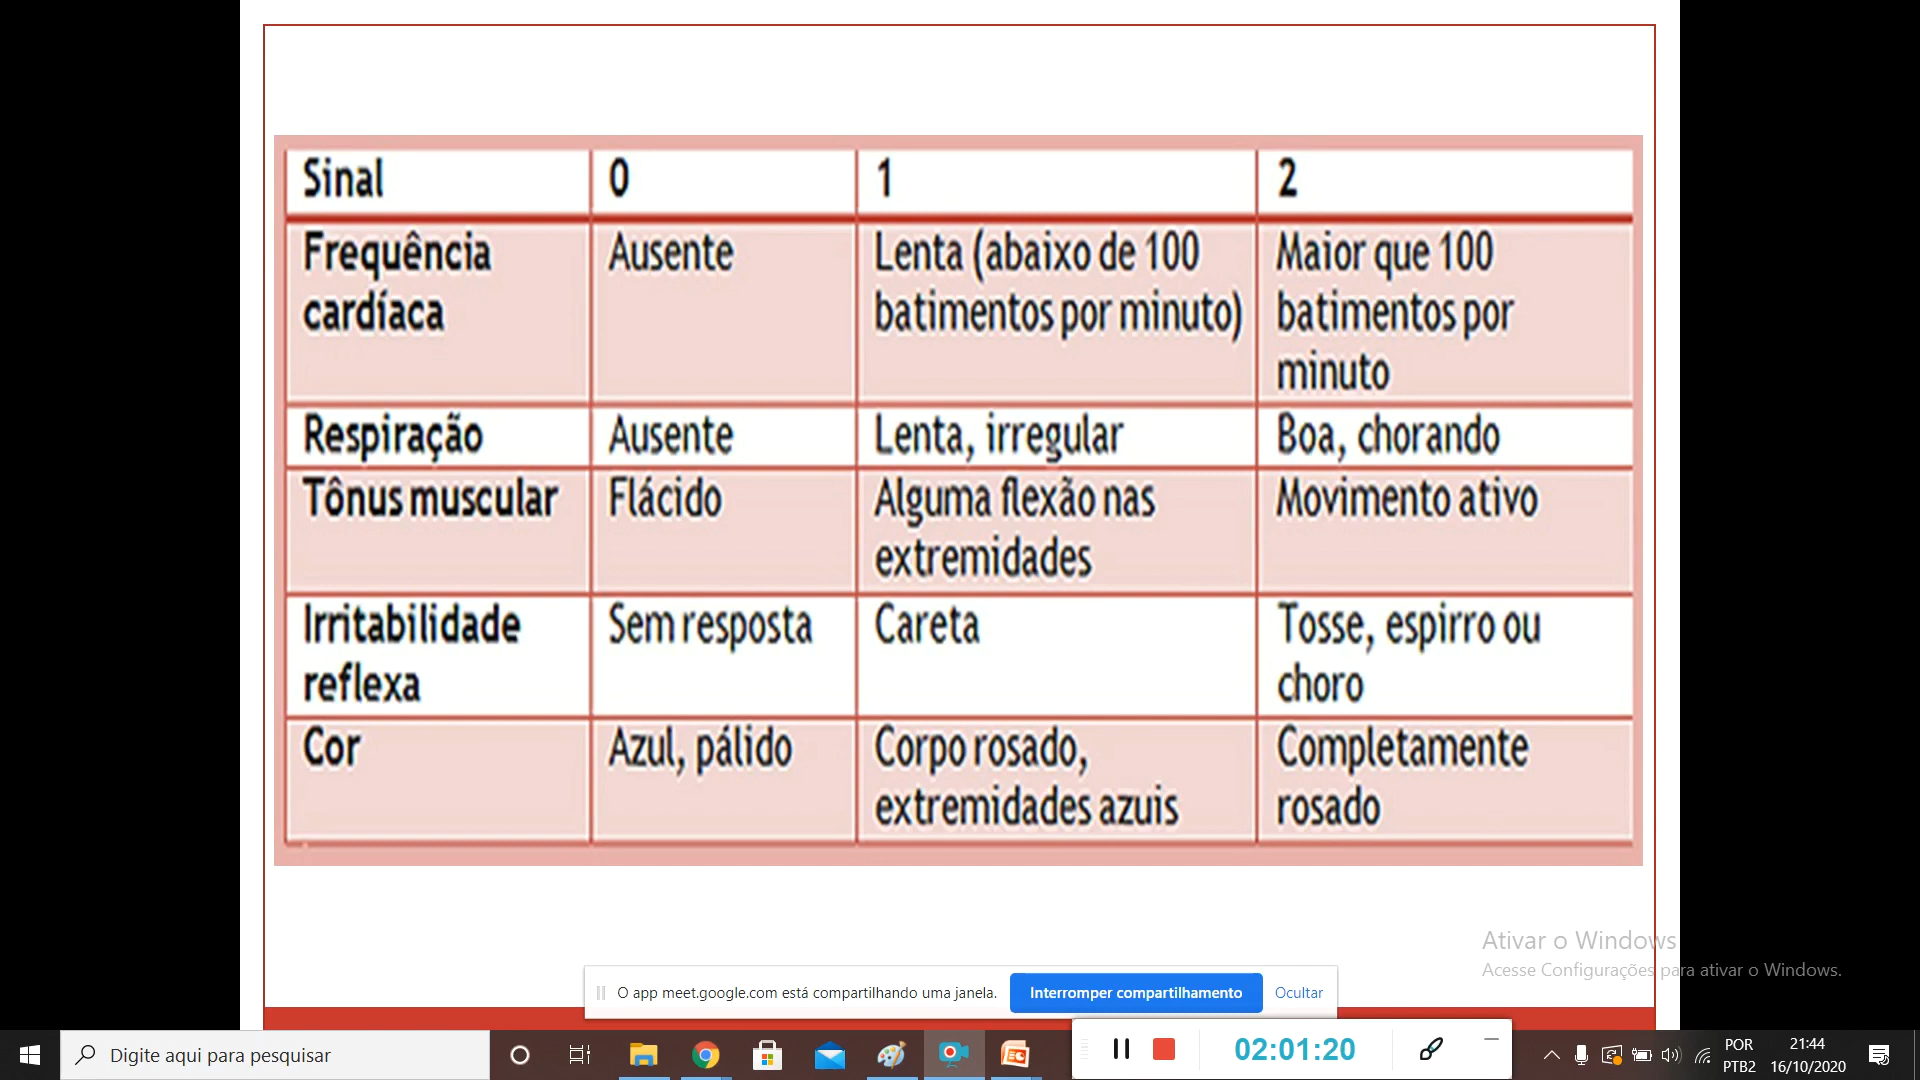 Sinal 0 1 2
Frequência Ausente Lenta (abaixo de 100 Maior que 100
cardíaca batimentos por minuto) batimentos por
minuto
Respiração Ausente Lenta, irregular Boa, chorando
Tônus muscular Flácido Alguma flexão nas Movimento ativo
extremidades
Irritabilidade Sem resposta Careta Tosse, espirro ou
reflexa choro
Cor Azul, pálido Corpo rosado, Completamente
extremidades azuis rosado
Ativar o Windows
Acesse Configurações para ativar o Windows.
O app meet.google.com está compartilhando uma janela. Interromper compartilhamento Ocultar
Digite aqui para pesquisar
02:01:20
POR 21:44
PTB2 16/10/2020